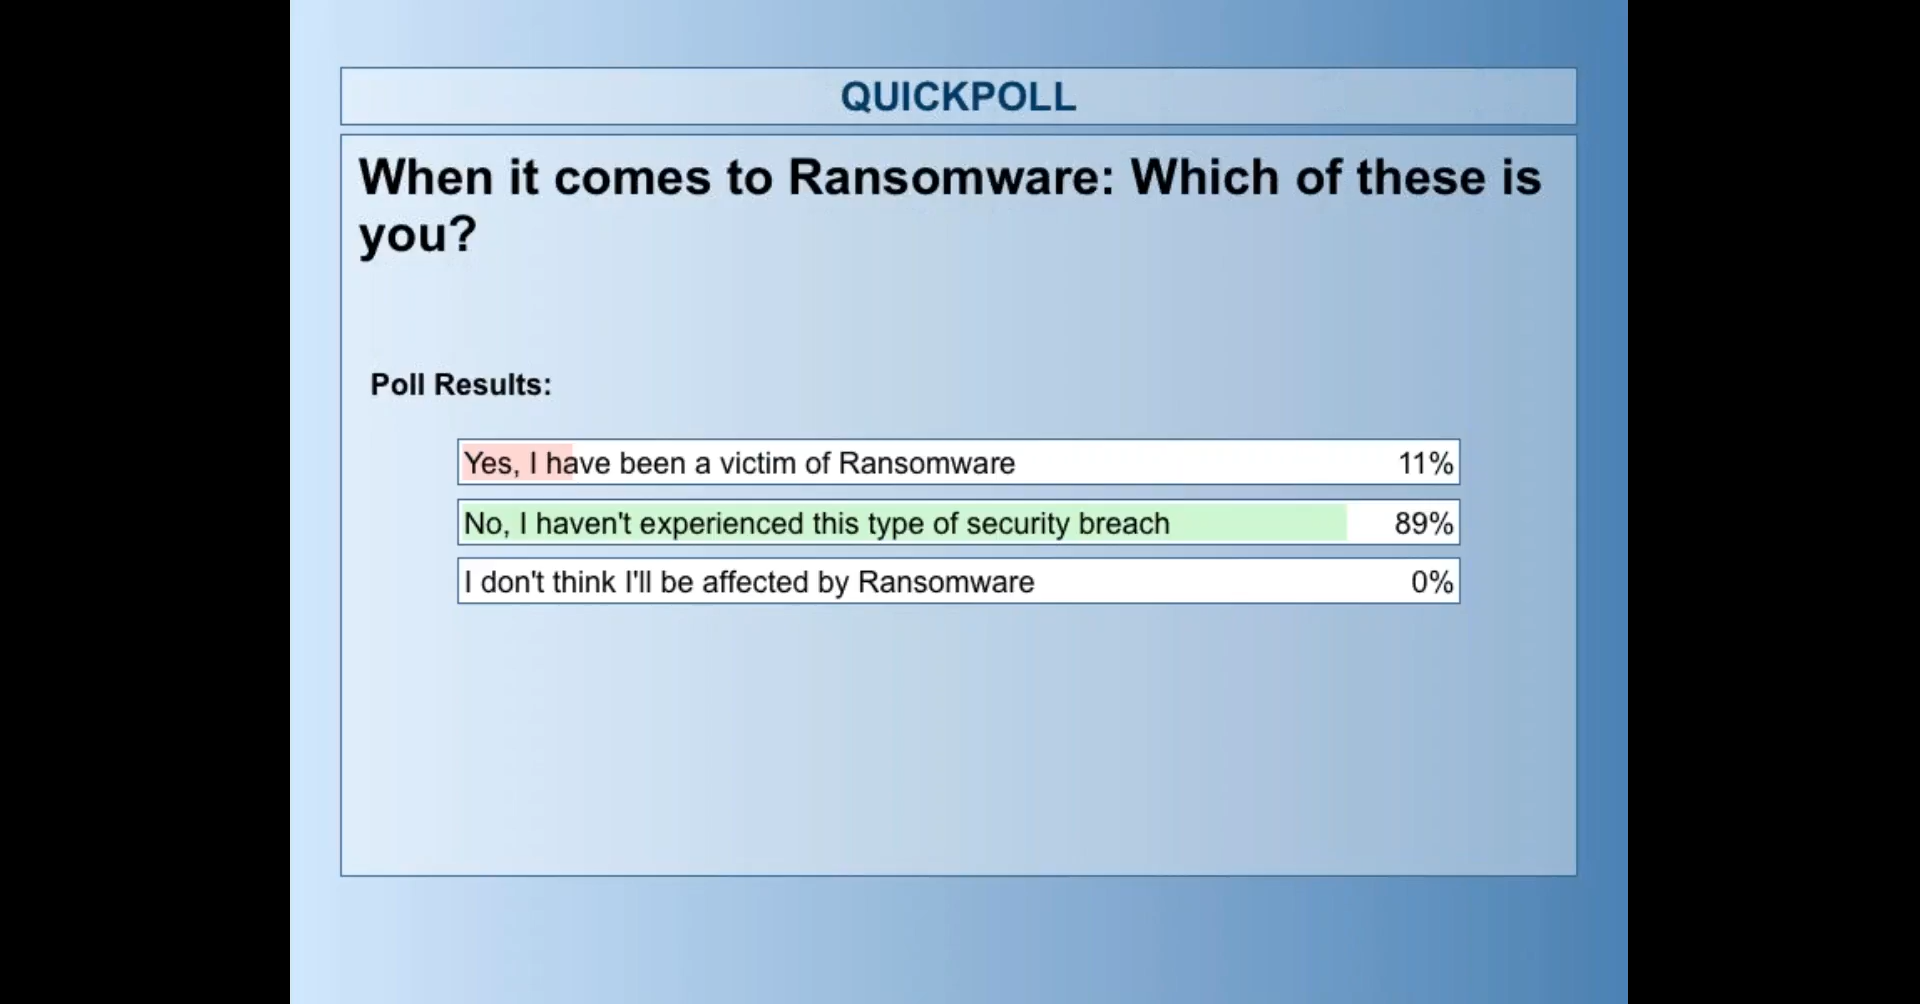 QUICKPOLL
When it comes to Ransomware: Which of these is
you?
Poll Results:
Yes, I have been a victim of Ransomware 11%
No, I haven't experienced this type of security breach 89%
I don't think I'll be affected by Ransomware 0%